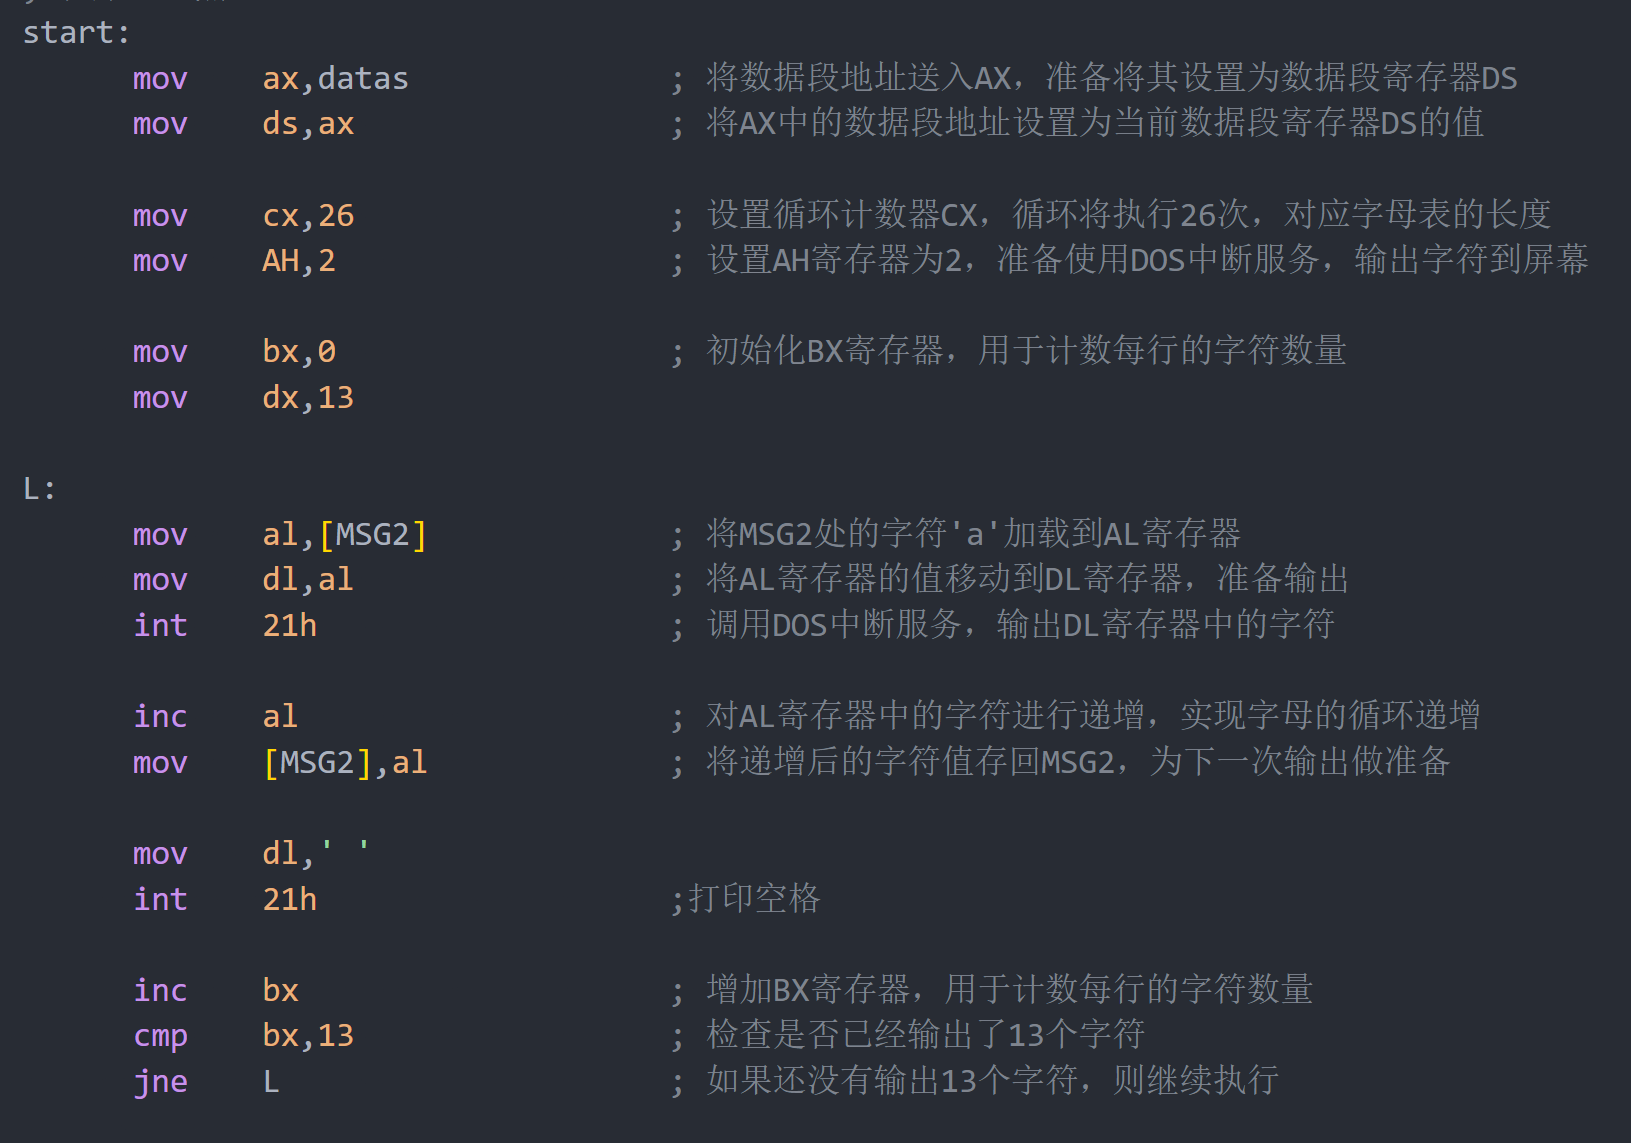 start:
mov ax,datas ; 将数据段地址送入AX，准备将其设置为数据段寄存器DS
mov ds,ax ; 将AX中的数据段地址设置为当前数据段寄存器DS的值
mov cx,26 ; 设置循环计数器CX，循环将执行26次，对应字母表的长度
mov AH,2 ; 设置AH寄存器为2，准备使用DOS中断服务，输出字符到屏幕
mov bx,0 ; 初始化BX寄存器，用于计数每行的字符数量
mov dx,13
L:
mov al,[MSG2] ; 将MSG2处的字符'a'加载到AL寄存器
mov dl,al ; 将AL寄存器的值移动到DL寄存器，准备输出
int 21h ; 调用DOS中断服务，输出DL寄存器中的字符
inc al ; 对AL寄存器中的字符进行递增，实现字母的循环递增
mov [MSG2],al ; 将递增后的字符值存回MSG2，为下一次输出做准备
mov dl,' '
int 21h ;打印空格
inc bx ; 增加BX寄存器，用于计数每行的字符数量
cmp bx,13 ; 检查是否已经输出了13个字符
jne L ; 如果还没有输出13个字符，则继续执行